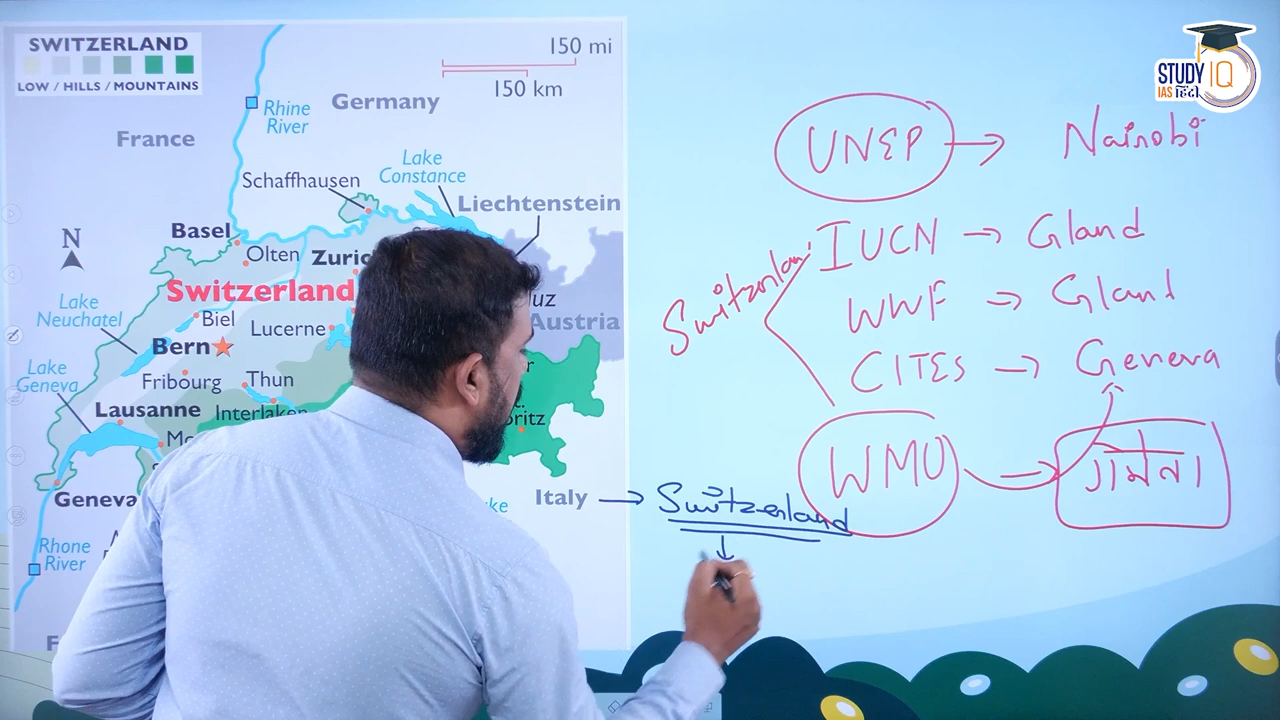 SWITZERLAND
LOW / HILLS / MOUNTAINS
150 mi
150 km
Germany
France
Rhine
River
Lake
Constance
Schaffhausen
Liechtenstein
Basel
Olten
N
Switzerland
Austria
Lake
Neuchatel
Biel
Lucerne
Bern
Lake
Geneva
Fribourg
Thun
Lausanne
Interlaken
Geneva
Italy → Switzerland
Rhone
River
STUDY IQ
IAS हिंदी
UNEP → Nairobi
IUCN → Gland
Switzerland
WWF → Gland
CITES → Geneva
WMO →